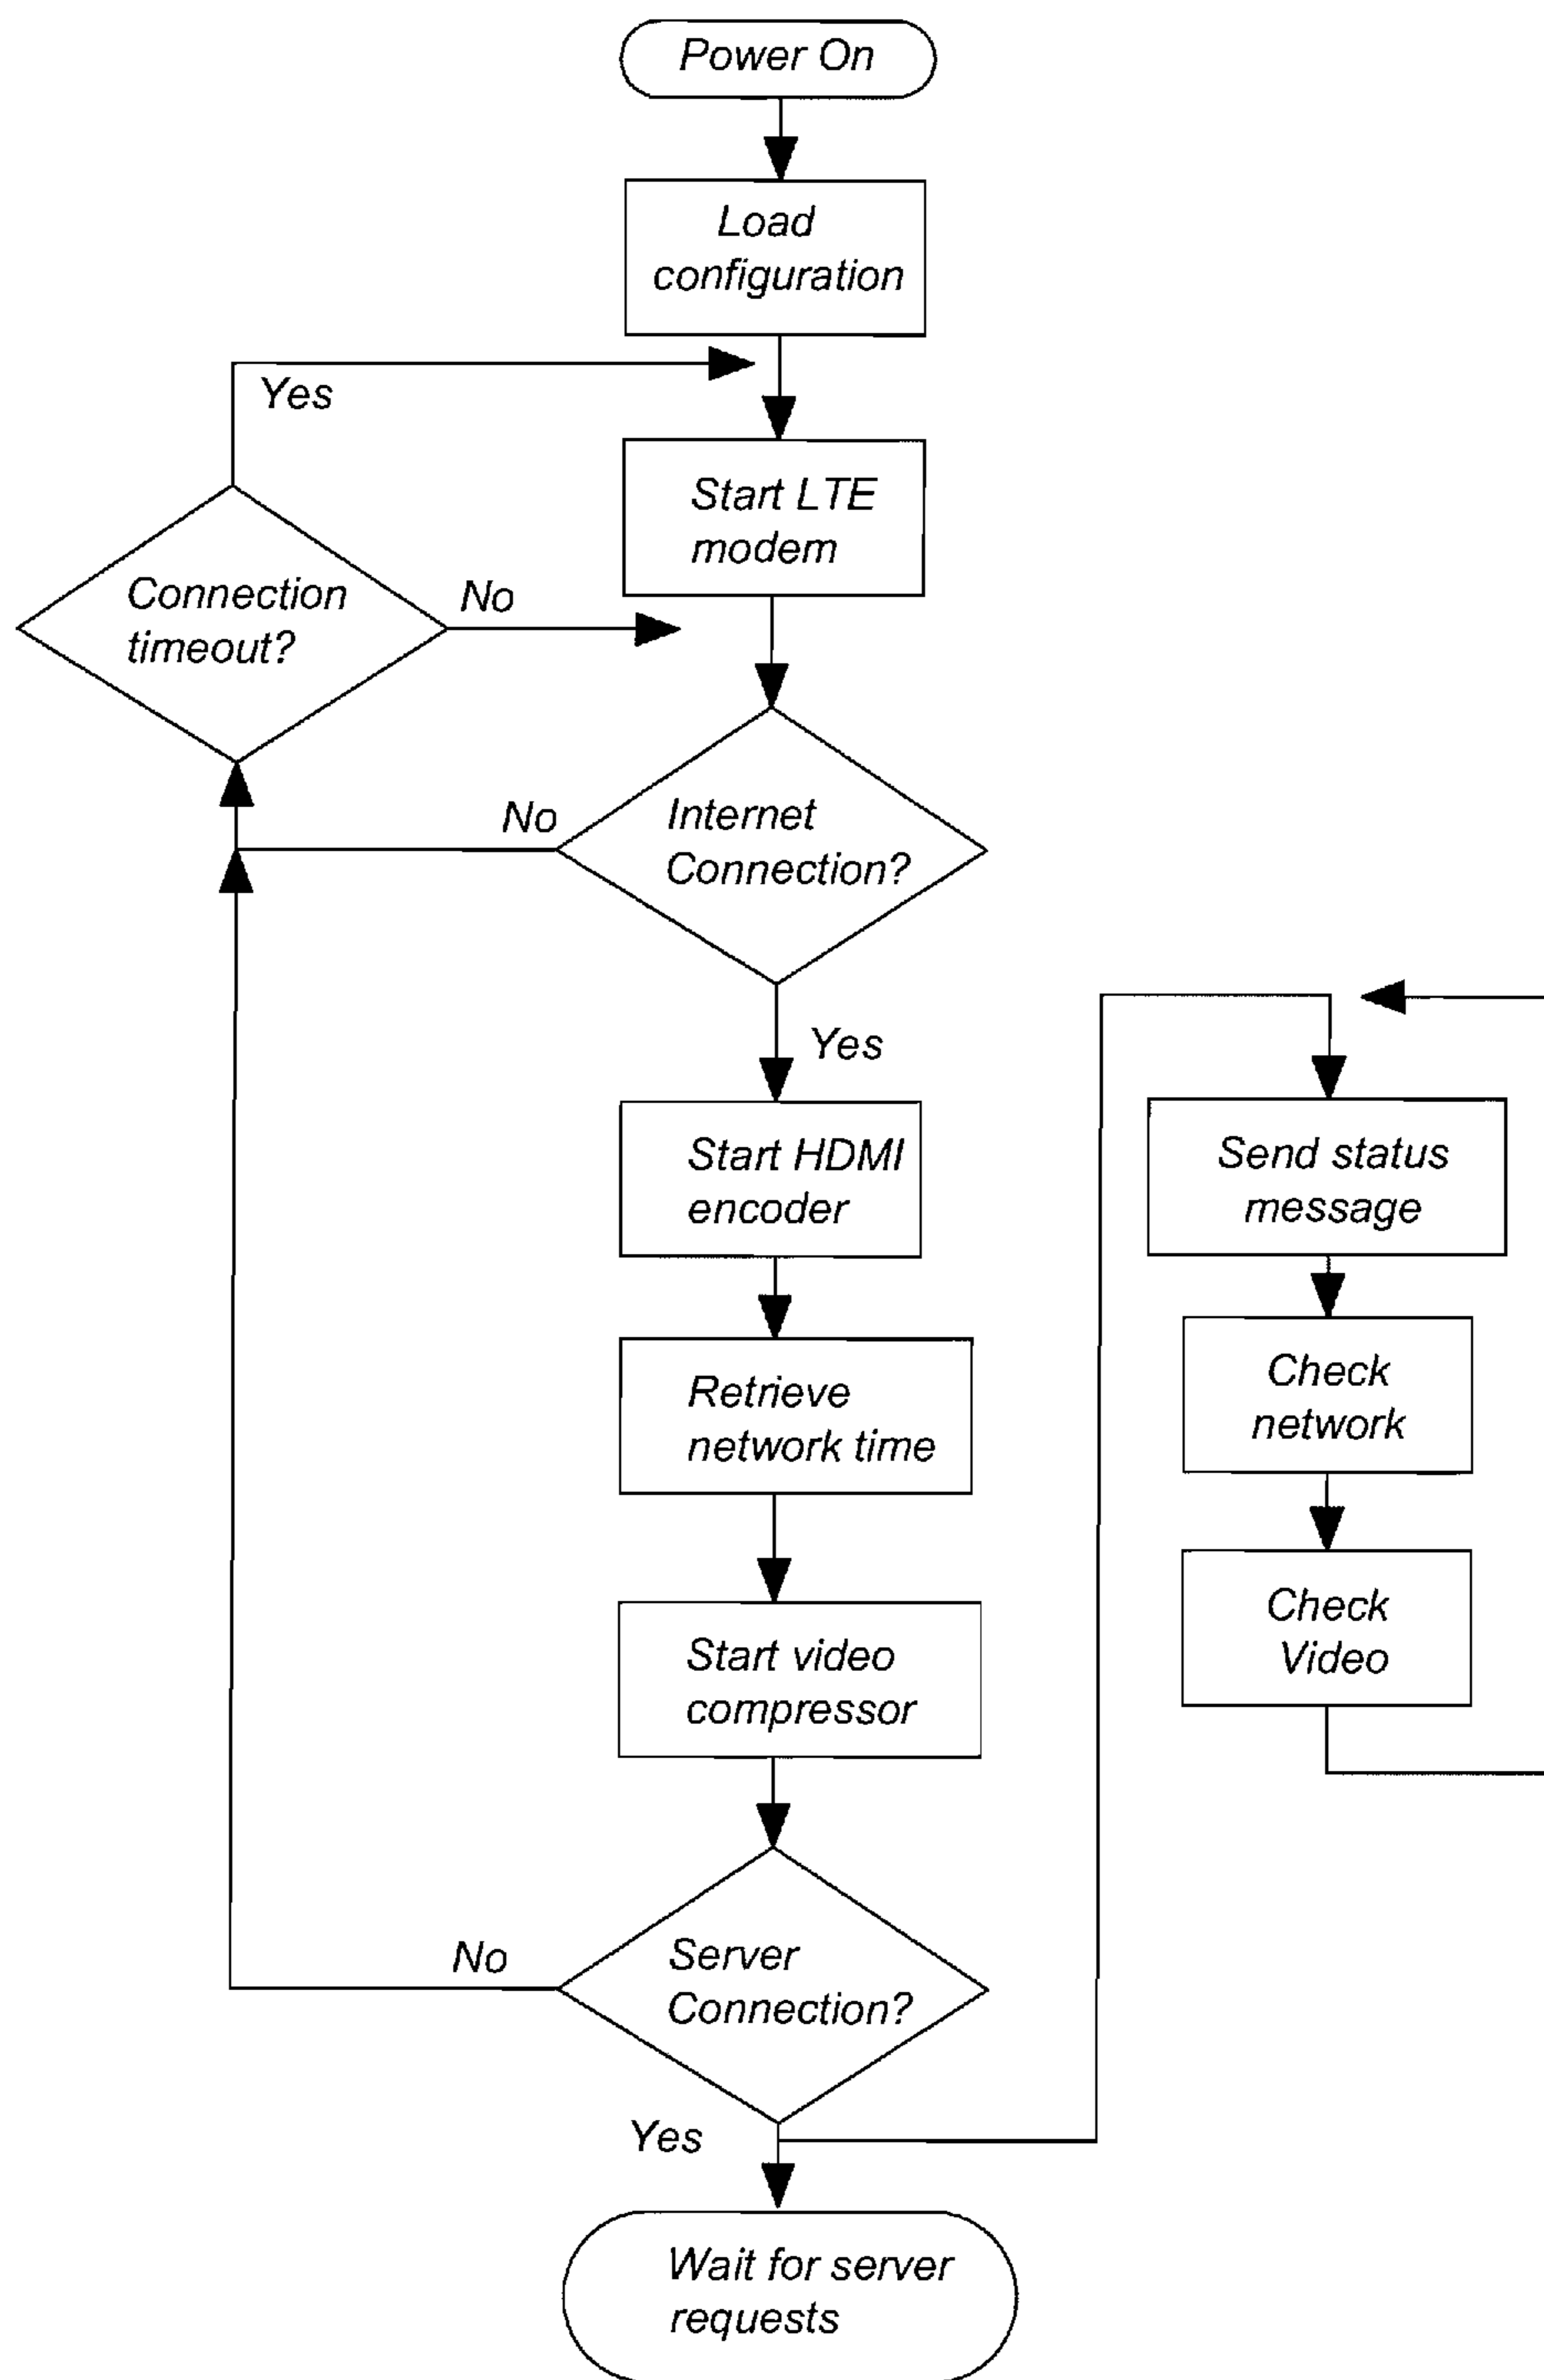 Power On
Load
configuration
Yes
Start LTE
modem
Connection
timeout?
No
Internet
Connection?
No
Yes
Start HDMI
encoder
Retrieve
network time
Start video
compressor
Server
Connection?
No
Yes
Wait for server
requests
Send status
message
Check
network
Check
Video